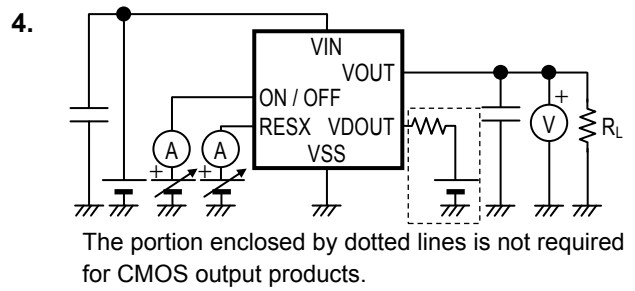 4.
VIN
VOUT
ON / OFF
RESX VDOUT
VSS
A
+
A
+
+
V
RL
The portion enclosed by dotted lines is not required
for CMOS output products.